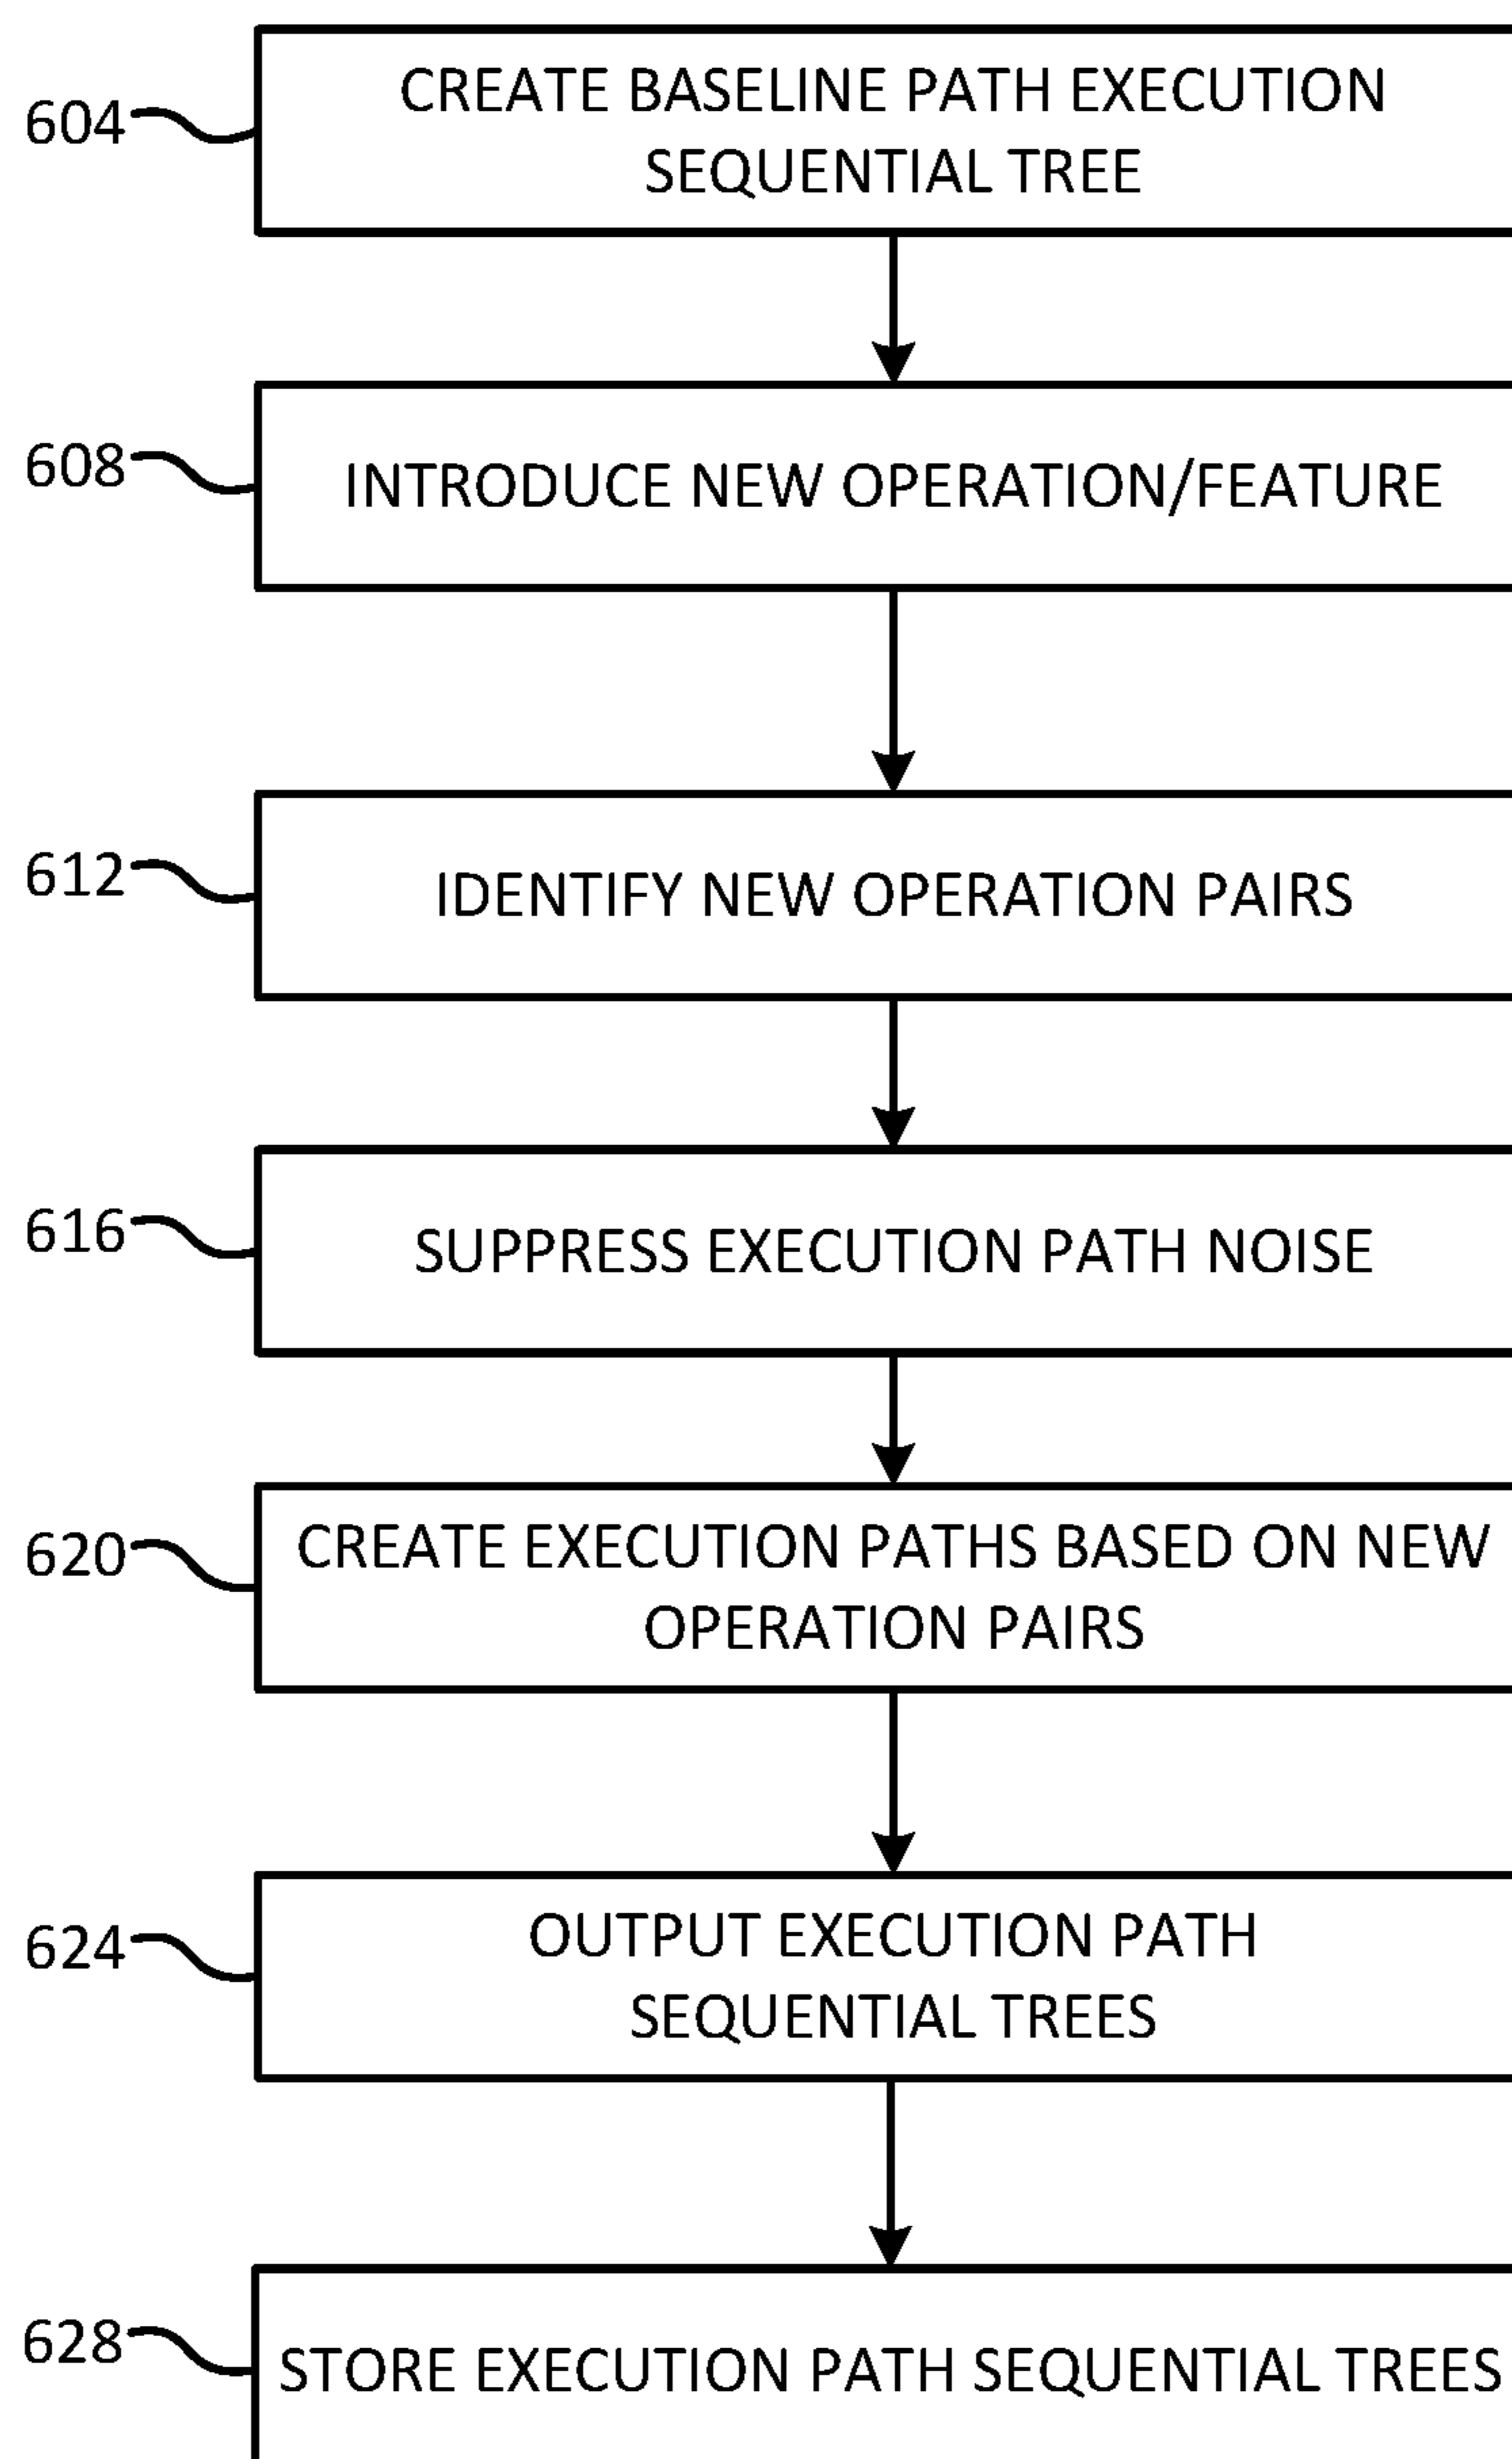 604
CREATE BASELINE PATH EXECUTION
SEQUENTIAL TREE
608
INTRODUCE NEW OPERATION/FEATURE
612
IDENTIFY NEW OPERATION PAIRS
616
SUPPRESS EXECUTION PATH NOISE
620
CREATE EXECUTION PATHS BASED ON NEW
OPERATION PAIRS
624
OUTPUT EXECUTION PATH
SEQUENTIAL TREES
628
STORE EXECUTION PATH SEQUENTIAL TREES